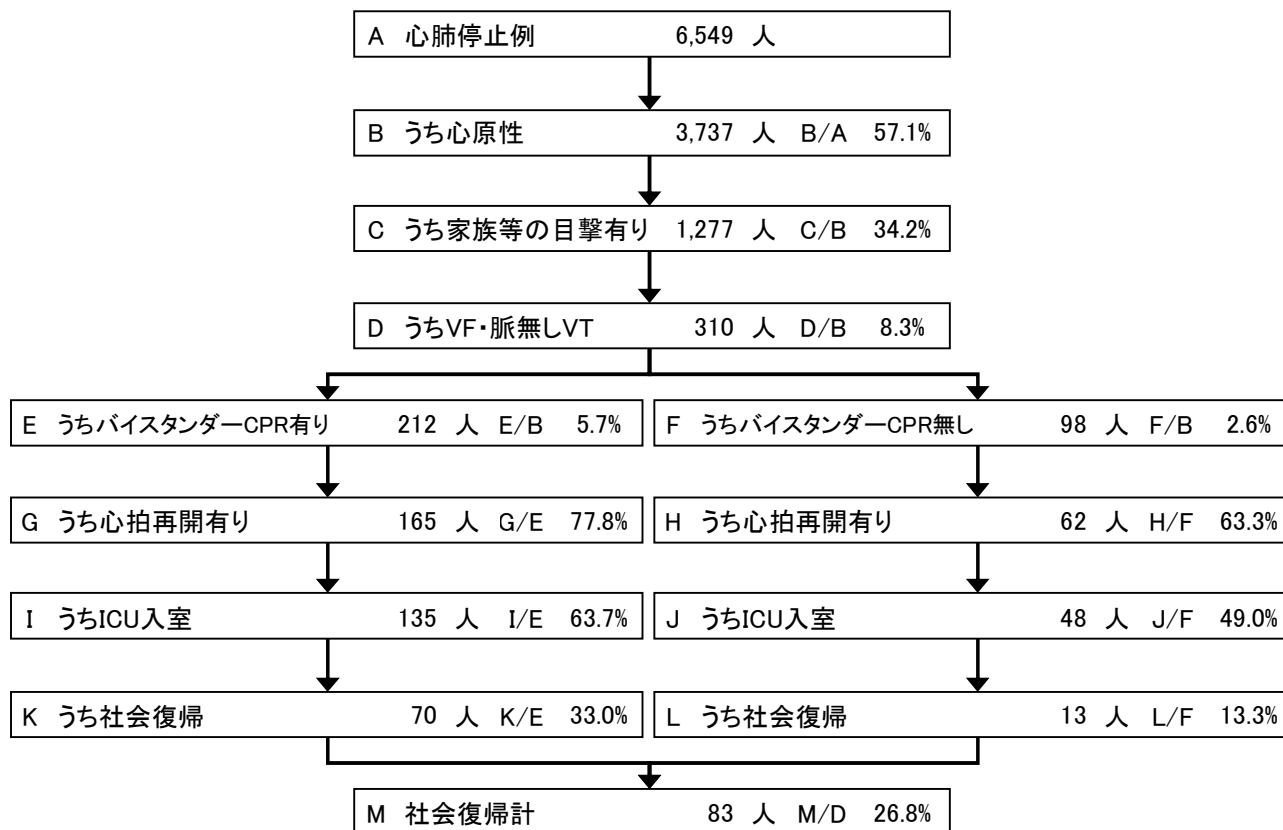 A 心肺停止例 6,549 人
B うち心原性 3,737 人 B/A 57.1%
C うち家族等の目撃有り 1,277 人 C/B 34.2%
D うちVF・脈無しVT 310 人 D/B 8.3%
E うちバイスタンダーCPR有り 212 人 E/B 5.7%
F うちバイスタンダーCPR無し 98 人 F/B 2.6%
G うち心拍再開有り 165 人 G/E 77.8%
H うち心拍再開有り 62 人 H/F 63.3%
I うちICU入室 135 人 I/E 63.7%
J うちICU入室 48 人 J/F 49.0%
K うち社会復帰 70 人 K/E 33.0%
L うち社会復帰 13 人 L/F 13.3%
M 社会復帰計 83 人 M/D 26.8%